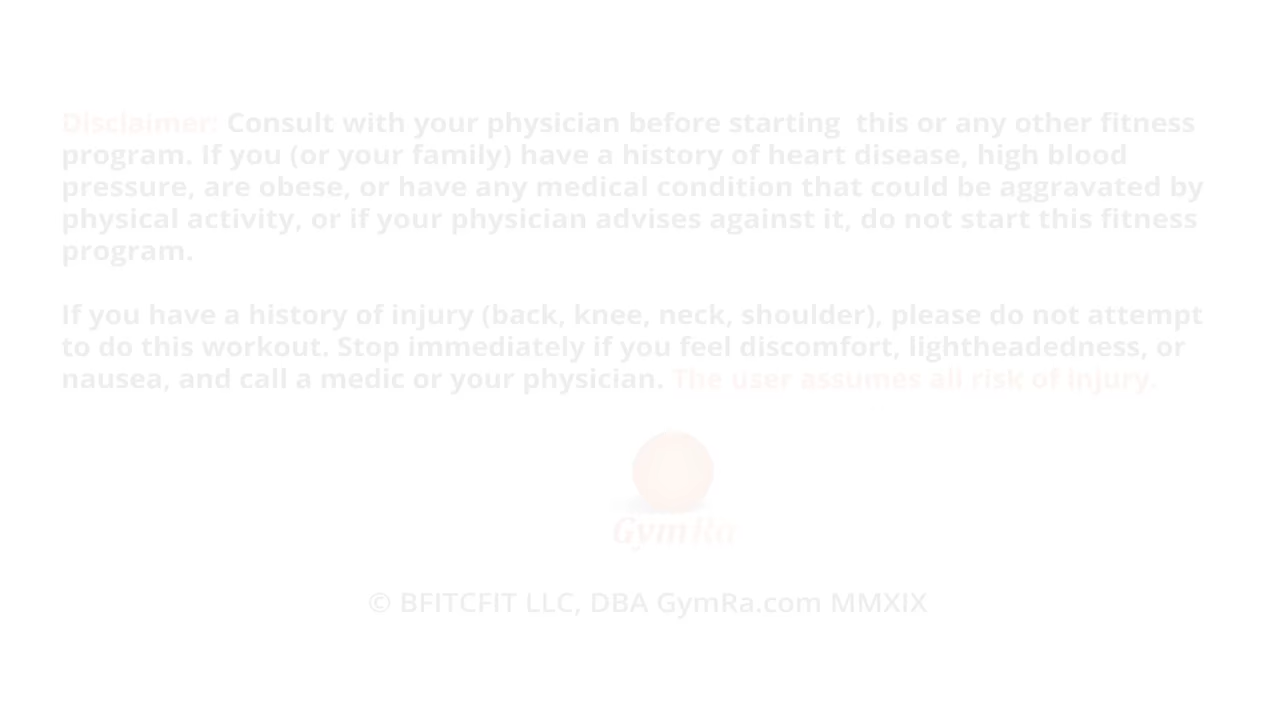 Disclaimer: Consult with your physician before starting this or any other fitness
program. If you (or your family) have a history of heart disease, high blood
pressure, are obese, or have any medical condition that could be aggravated by
physical activity, or if your physician advises against it, do not start this fitness
program.
If you have a history of injury (back, knee, neck, shoulder), please do not attempt
to do this workout. Stop immediately if you feel discomfort, lightheadedness, or
nausea, and call a medic or your physician. The user assumes all risk of injury.
GymRa
© BFITCFIT LLC, DBA GymRa.com MMXIX